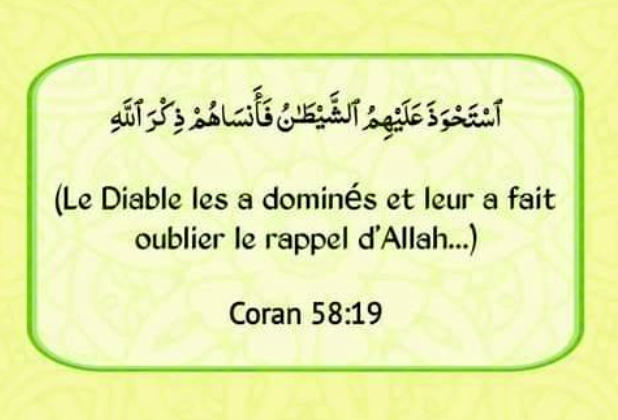 ٱسْتَحْوَذَ عَلَيْهِمُ ٱلشَّيْطَـٰنُ فَأَنسَاهُمْ ذِكْرَ ٱللَّهِ
(Le Diable les a dominés et leur a fait
oublier le rappel d'Allah...)
Coran 58:19